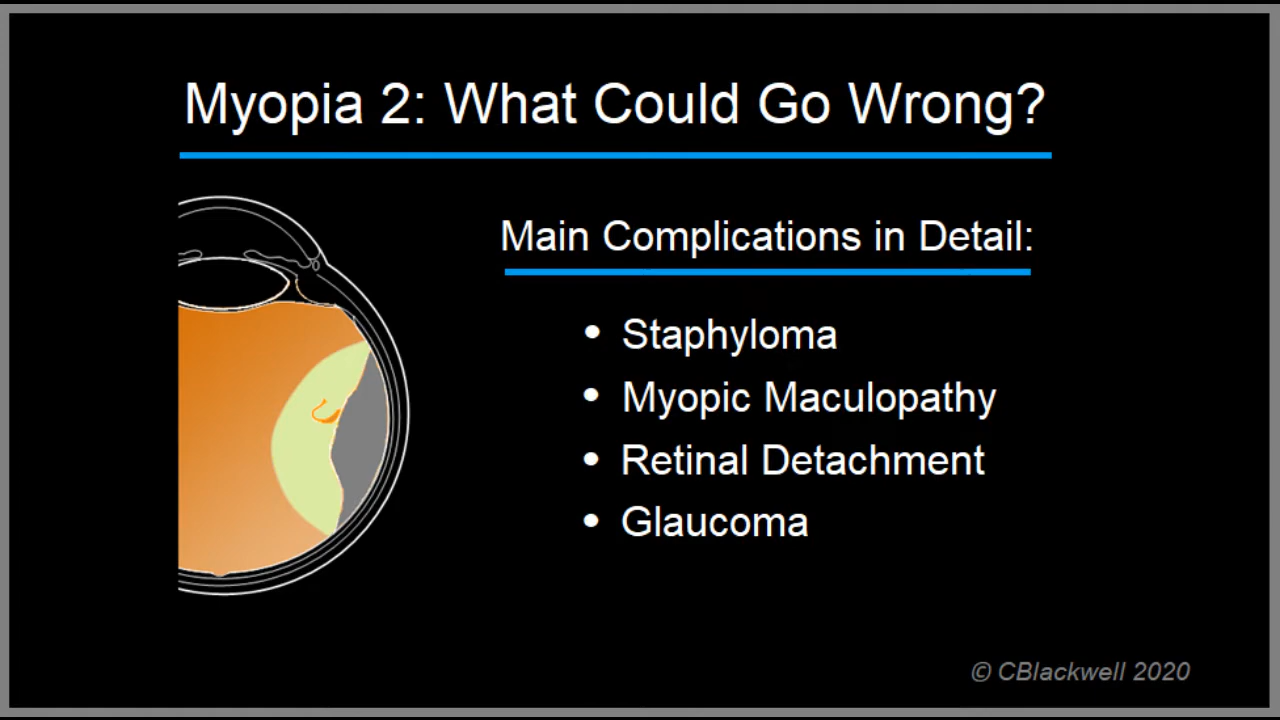 Myopia 2: What Could Go Wrong?
Main Complications in Detail:
• Staphyloma
• Myopic Maculopathy
• Retinal Detachment
• Glaucoma
© CBlackwell 2020